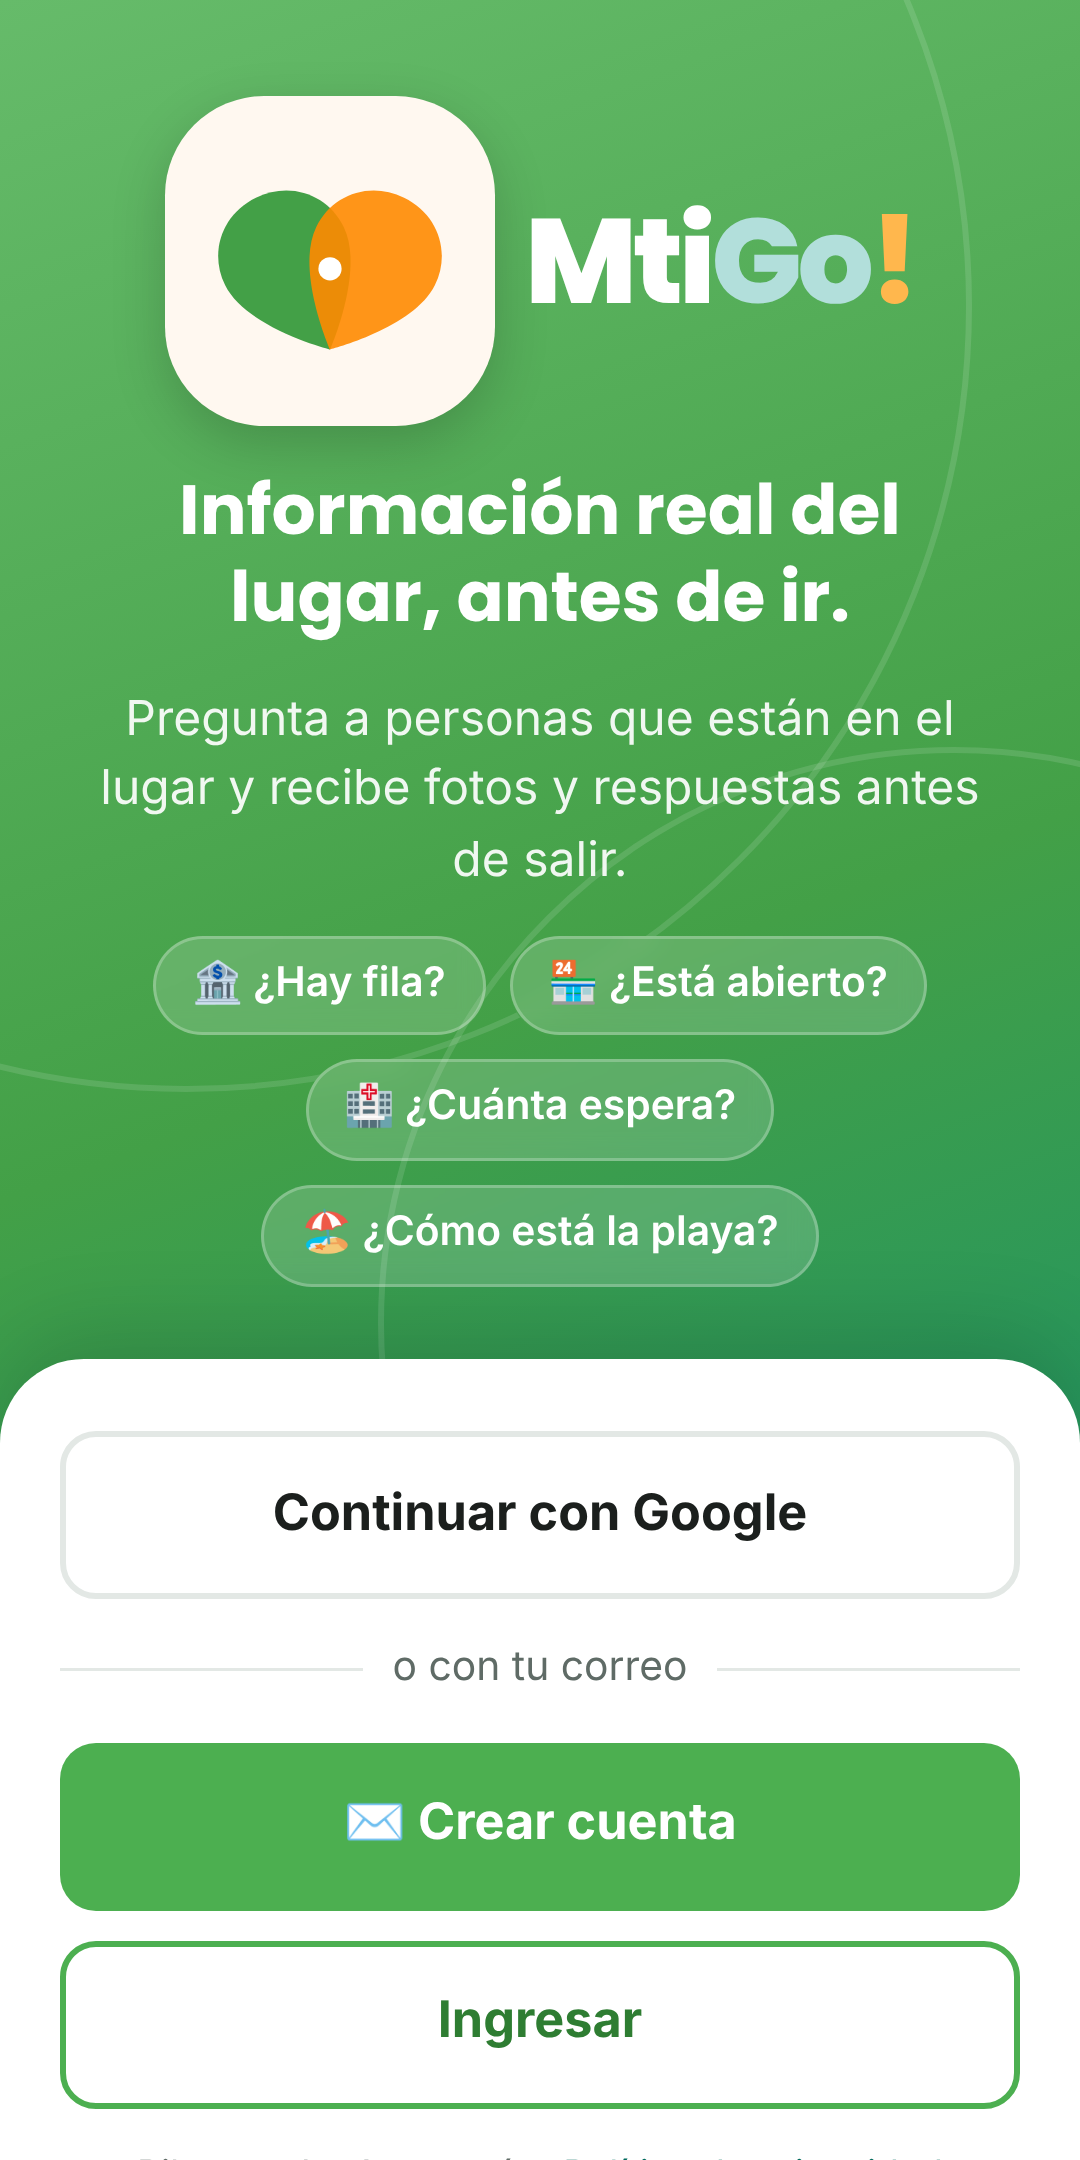 MtiGo!
Información real del
lugar, antes de ir.
Pregunta a personas que están en el
lugar y recibe fotos y respuestas antes
de salir.
🏦 ¿Hay fila?
🏪 ¿Está abierto?
🏥 ¿Cuánta espera?
🏖️ ¿Cómo está la playa?
Continuar con Google
o con tu correo
✉️ Crear cuenta
Ingresar